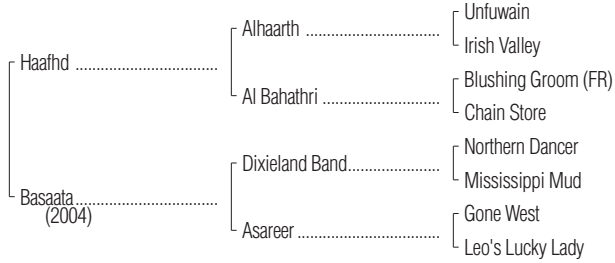 Unfuwain
Alhaarth ..................................
Irish Valley
Haafhd ....................................
Blushing Groom (FR)
Al Bahathri ..............................
Chain Store
Northern Dancer
Dixieland Band.......................
Mississippi Mud
Basaata....................................
(2004)
Gone West
Asareer ....................................
Leo's Lucky Lady